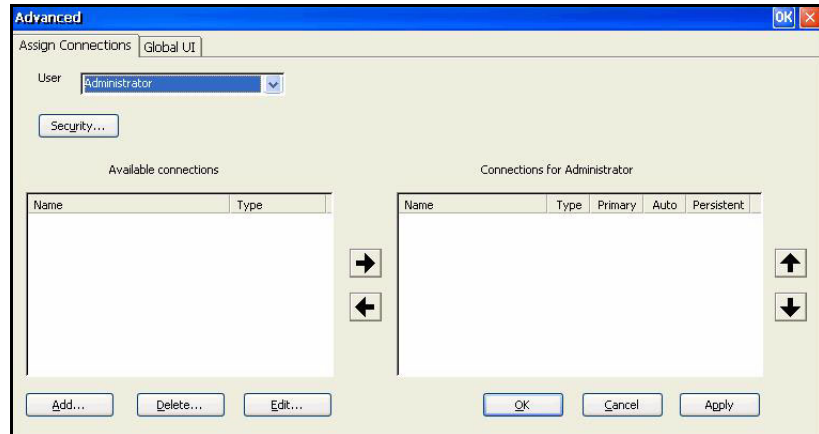 Advanced OK
Assign Connections Global UI
User Administrator
Security...
Available connections Connections for Administrator
Name Type Name Type Primary Auto Persistent
Add... Delete... Edit... OK Cancel Apply